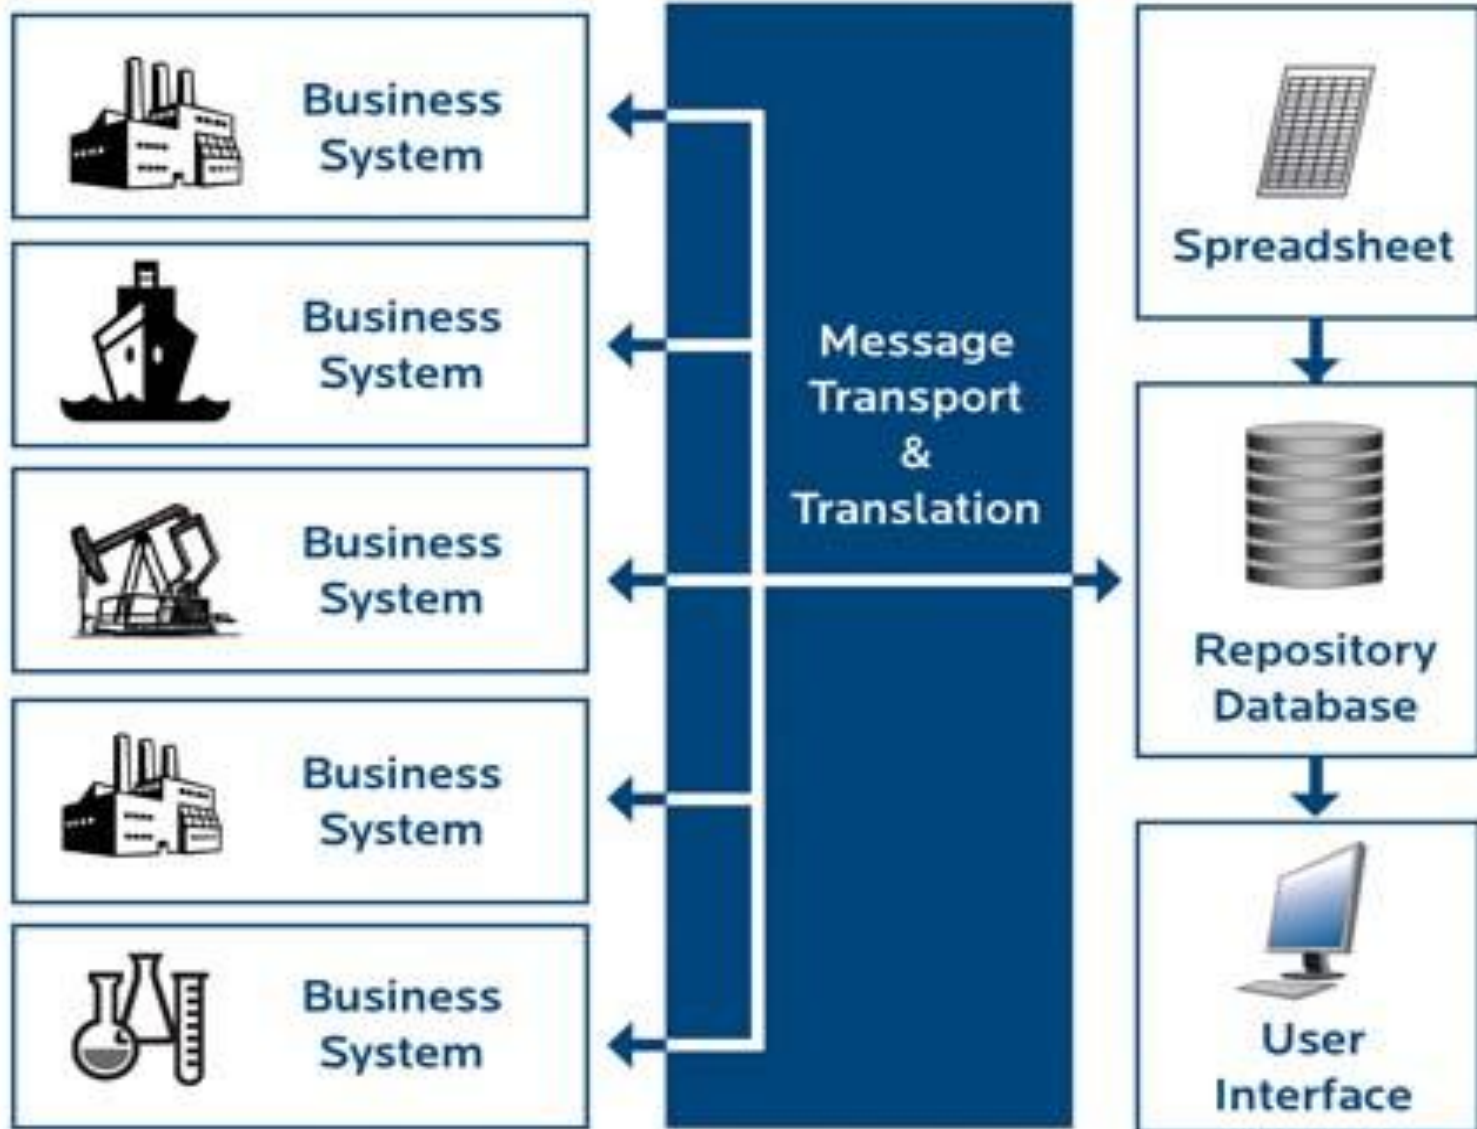 Business
System
Business
System
Business
System
Business
System
Business
System
Message
Transport
&
Translation
Spreadsheet
Repository
Database
User
Interface